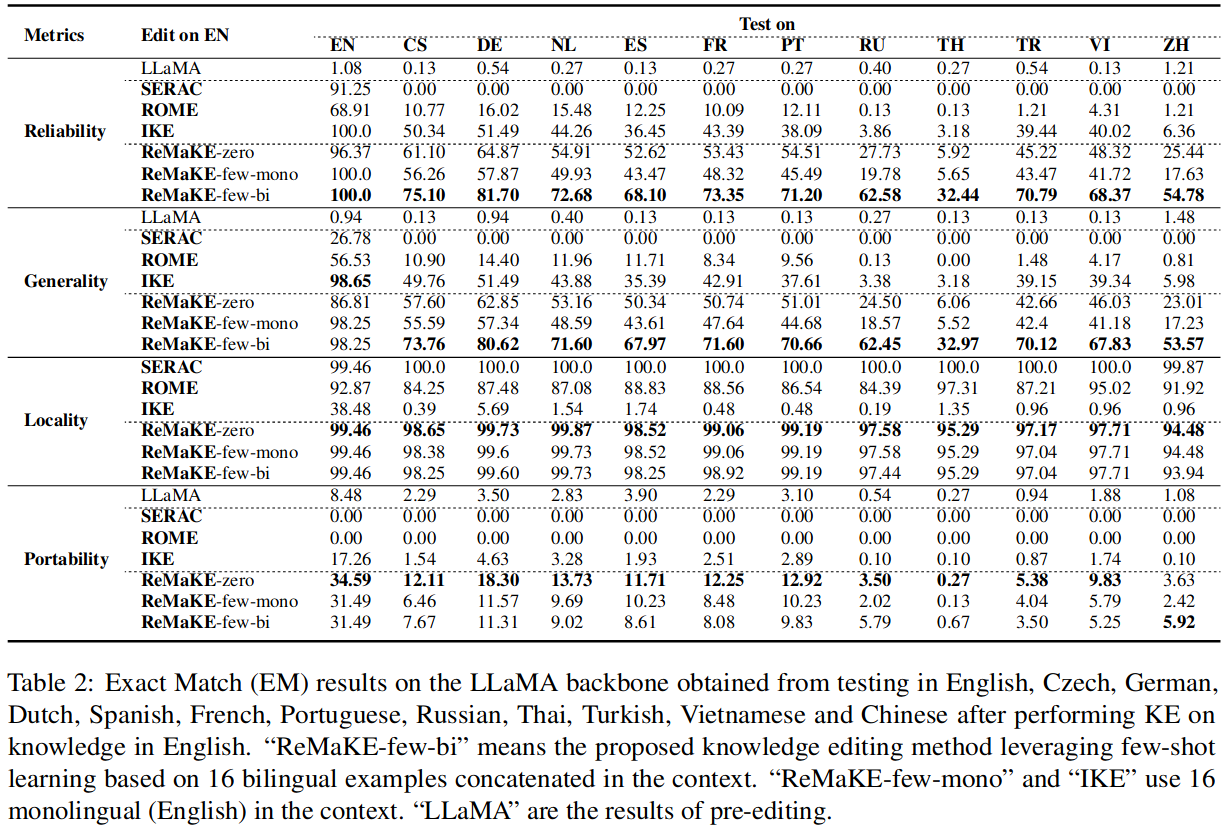 Metrics Edit on EN Test on
EN CS DE NL ES FR PT RU TH TR VI ZH
LLaMA 1.08 0.13 0.54 0.27 0.13 0.27 0.27 0.40 0.27 0.54 0.13 1.21
SERAC 91.25 0.00 0.00 0.00 0.00 0.00 0.00 0.00 0.00 0.00 0.00 0.00
ROME 68.91 10.77 16.02 15.48 12.25 10.09 12.11 0.13 0.13 1.21 4.31 1.21
Reliability IKE 100.0 50.34 51.49 44.26 36.45 43.39 38.09 3.86 3.18 39.44 40.02 6.36
ReMaKE-zero 96.37 61.10 64.87 54.91 52.62 53.43 54.51 27.73 5.92 45.22 48.32 25.44
ReMaKE-few-mono 100.0 56.26 57.87 49.93 43.47 48.32 45.49 19.78 5.65 43.47 41.72 17.63
ReMaKE-few-bi 100.0 75.10 81.70 72.68 68.10 73.35 71.20 62.58 32.44 70.79 68.37 54.78
LLaMA 0.94 0.13 0.94 0.40 0.13 0.13 0.13 0.27 0.13 0.13 0.13 1.48
SERAC 26.78 0.00 0.00 0.00 0.00 0.00 0.00 0.00 0.00 0.00 0.00 0.00
ROME 56.53 10.90 14.40 11.96 11.71 8.34 9.56 0.13 0.00 1.48 4.17 0.81
Generality IKE 98.65 49.76 51.49 43.88 35.39 42.91 37.61 3.38 3.18 39.15 39.34 5.98
ReMaKE-zero 86.81 57.60 62.85 53.16 50.34 50.74 51.01 24.50 6.06 42.66 46.03 23.01
ReMaKE-few-mono 98.25 55.59 57.34 48.59 43.61 47.64 44.68 18.57 5.52 42.4 41.18 17.23
ReMaKE-few-bi 98.25 73.76 80.62 71.60 67.97 71.60 70.66 62.45 32.97 70.12 67.83 53.57
SERAC 99.46 100.0 100.0 100.0 100.0 100.0 100.0 100.0 100.0 100.0 100.0 99.87
ROME 92.87 84.25 87.48 87.08 88.83 88.56 86.54 84.39 97.31 87.21 95.02 91.92
Locality IKE 38.48 0.39 5.69 1.54 1.74 0.48 0.48 0.19 1.35 0.96 0.96 0.96
ReMaKE-zero 99.46 98.65 99.73 99.87 98.52 99.06 99.19 97.58 95.29 97.17 97.71 94.48
ReMaKE-few-mono 99.46 98.38 99.6 99.73 98.52 99.06 99.19 97.58 95.29 97.04 97.71 94.48
ReMaKE-few-bi 99.46 98.25 99.60 99.73 98.25 98.92 99.19 97.44 95.29 97.04 97.71 93.94
LLaMA 8.48 2.29 3.50 2.83 3.90 2.29 3.10 0.54 0.27 0.94 1.88 1.08
SERAC 0.00 0.00 0.00 0.00 0.00 0.00 0.00 0.00 0.00 0.00 0.00 0.00
ROME 0.00 0.00 0.00 0.00 0.00 0.00 0.00 0.00 0.00 0.00 0.00 0.00
Portability IKE 17.26 1.54 4.63 3.28 1.93 2.51 2.89 0.10 0.10 0.87 1.74 0.10
ReMaKE-zero 34.59 12.11 18.30 13.73 11.71 12.25 12.92 3.50 0.27 5.38 9.83 3.63
ReMaKE-few-mono 31.49 6.46 11.57 9.69 10.23 8.48 10.23 2.02 0.13 4.04 5.79 2.42
ReMaKE-few-bi 31.49 7.67 11.31 9.02 8.61 8.08 9.83 5.79 0.67 3.50 5.25 5.92
Table 2: Exact Match (EM) results on the LLaMA backbone obtained from testing in English, Czech, German,
Dutch, Spanish, French, Portuguese, Russian, Thai, Turkish, Vietnamese and Chinese after performing KE on
knowledge in English. “ReMaKE-few-bi” means the proposed knowledge editing method leveraging few-shot
learning based on 16 bilingual examples concatenated in the context. “ReMaKE-few-mono” and “IKE” use 16
monolingual (English) in the context. “LLaMA” are the results of pre-editing.